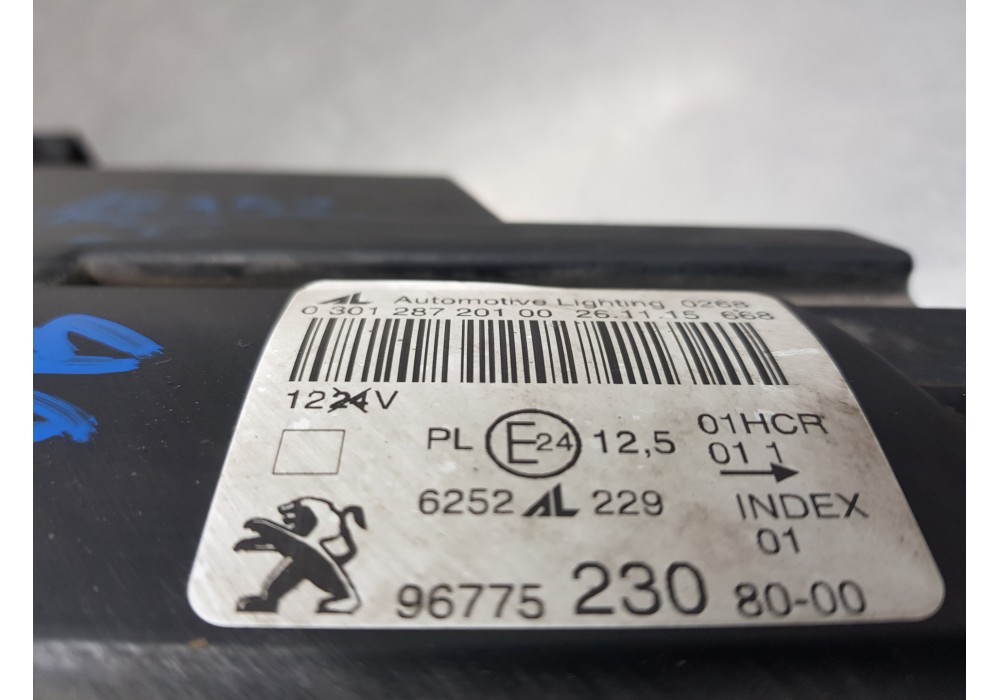 AL Automotive Lighting 0268
0 301 287 201 00 26.11.15 668
1224V
PL E24 12,5 01HCR
01 1
6252 AL 229 INDEX
01
96775 230 80-00